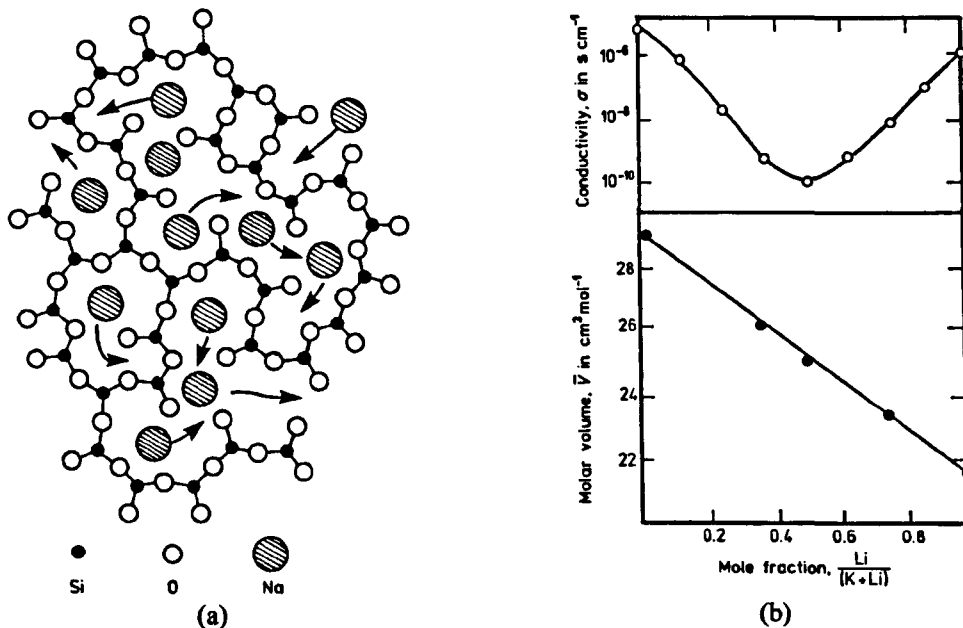 Si O Na
(a)
Conductivity, σ in s cm⁻¹
10⁻⁶
10⁻⁸
10⁻¹⁰
Molar volume, V̄ in cm³ mol⁻¹
28
26
24
22
0.2 0.4 0.6 0.8
Mole fraction, Li/(K+Li)
(b)